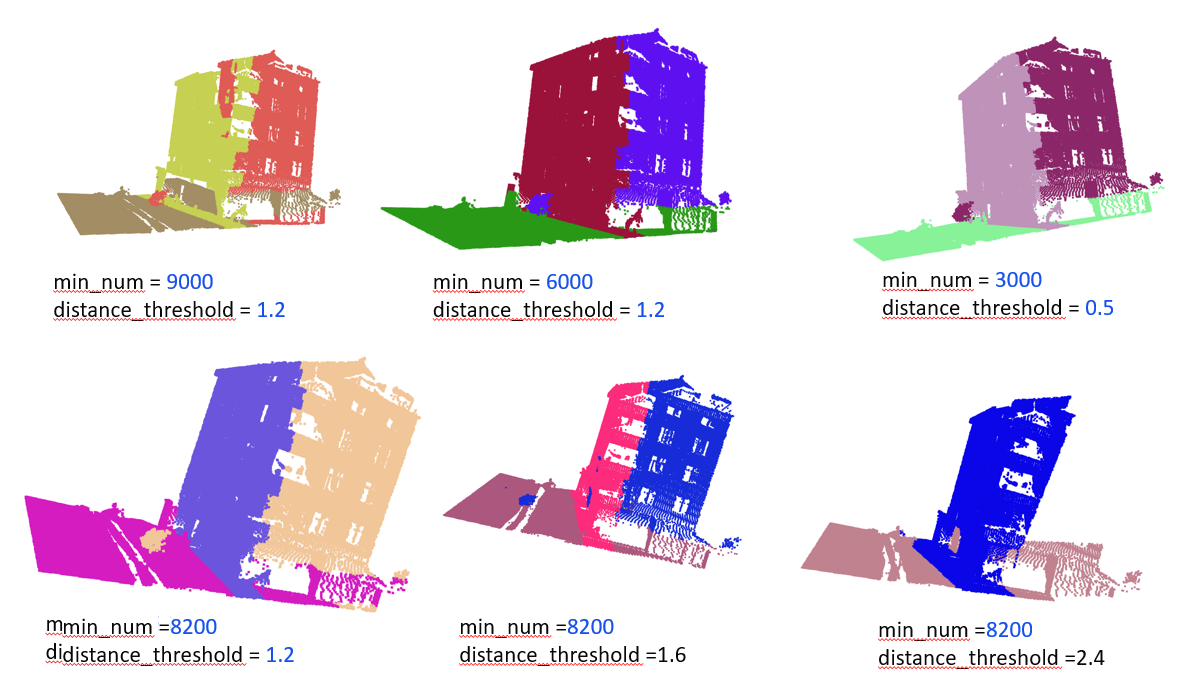 min_num = 9000
distance_threshold = 1.2
min_num = 6000
distance_threshold = 1.2
min_num = 3000
distance_threshold = 0.5
mmin_num =8200
didistance_threshold = 1.2
min_num =8200
distance_threshold =1.6
min_num =8200
distance_threshold =2.4